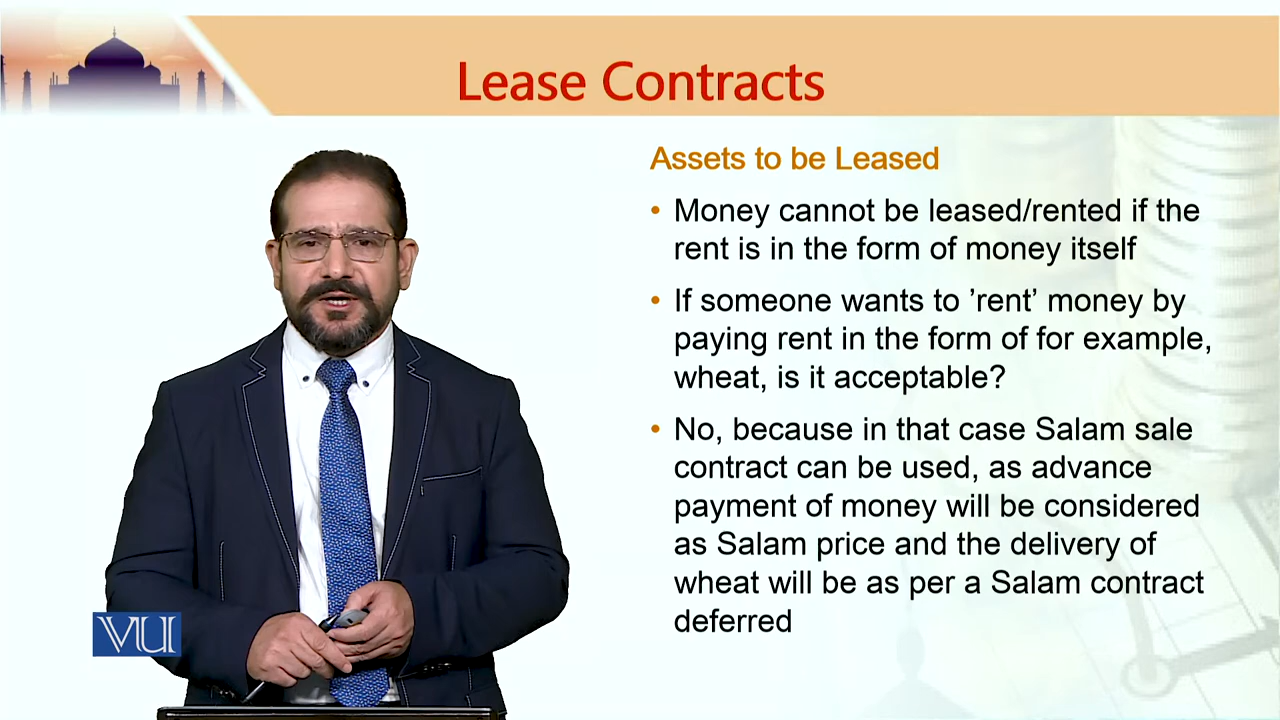 Lease Contracts
Assets to be Leased
• Money cannot be leased/rented if the
rent is in the form of money itself
• If someone wants to ’rent’ money by
paying rent in the form of for example,
wheat, is it acceptable?
• No, because in that case Salam sale
contract can be used, as advance
payment of money will be considered
as Salam price and the delivery of
wheat will be as per a Salam contract
deferred
VU